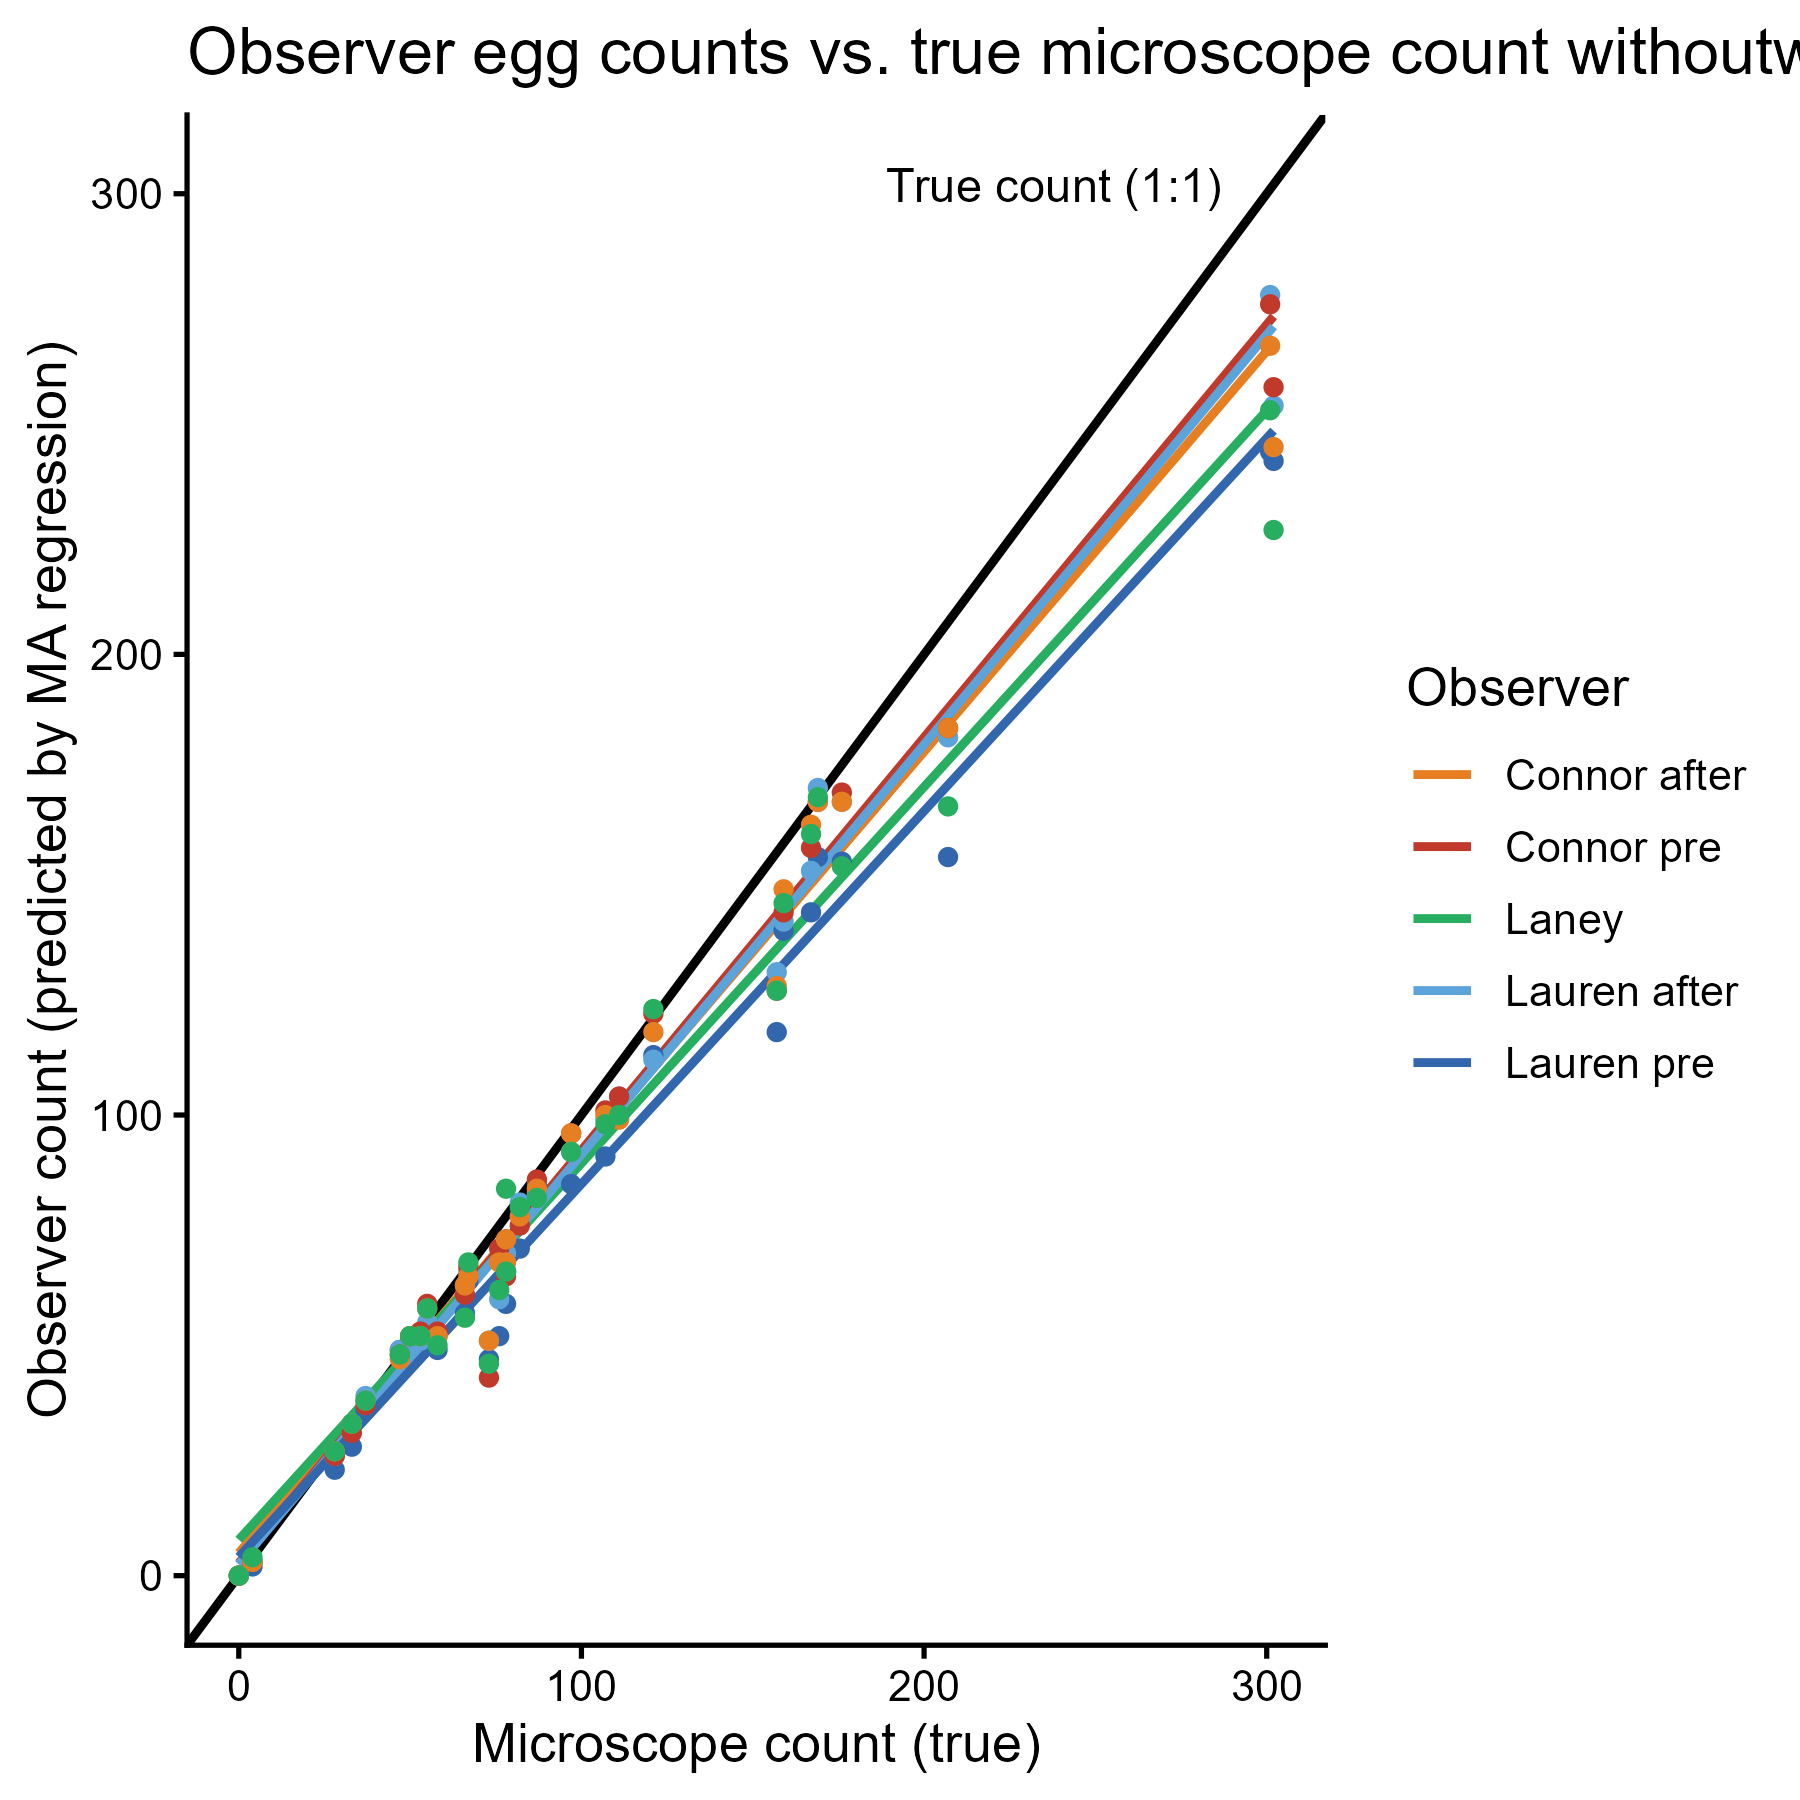 Observer egg counts vs. true microscope count
True count (1:1)
300
200
100
0
Observer count (predicted by MA regression)
0 100 200 300
Microscope count (true)
Observer
Connor after
Connor pre
Laney
Lauren after
Lauren pre